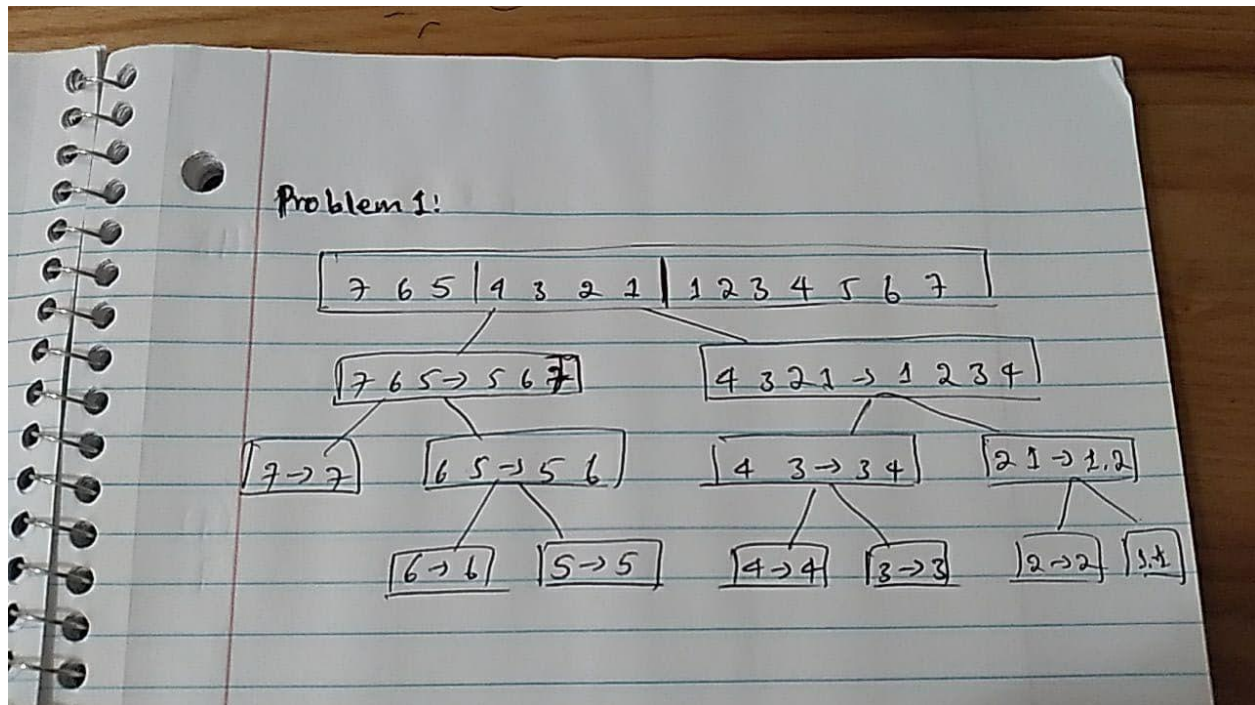 Problem 1:
7 6 5 | 4 3 2 1 | 1 2 3 4 5 6 7
7 6 5 → 5 6 7
4 3 2 1 → 1 2 3 4
7 → 7
6 5 → 5 6
4 3 → 3 4
2 1 → 1.2
6 → 6
5 → 5
4 → 4
3 → 3
2 → 2